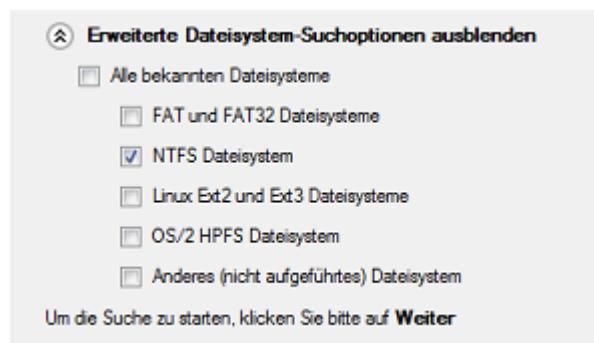 Erweiterte Dateisystem-Suchoptionen ausblenden
Alle bekannten Dateisysteme
FAT und FAT32 Dateisysteme
NTFS Dateisystem
Linux Ext2 und Ext3 Dateisysteme
OS/2 HPFS Dateisystem
Anderes (nicht aufgeführtes) Dateisystem
Um die Suche zu starten, klicken Sie bitte auf Weiter